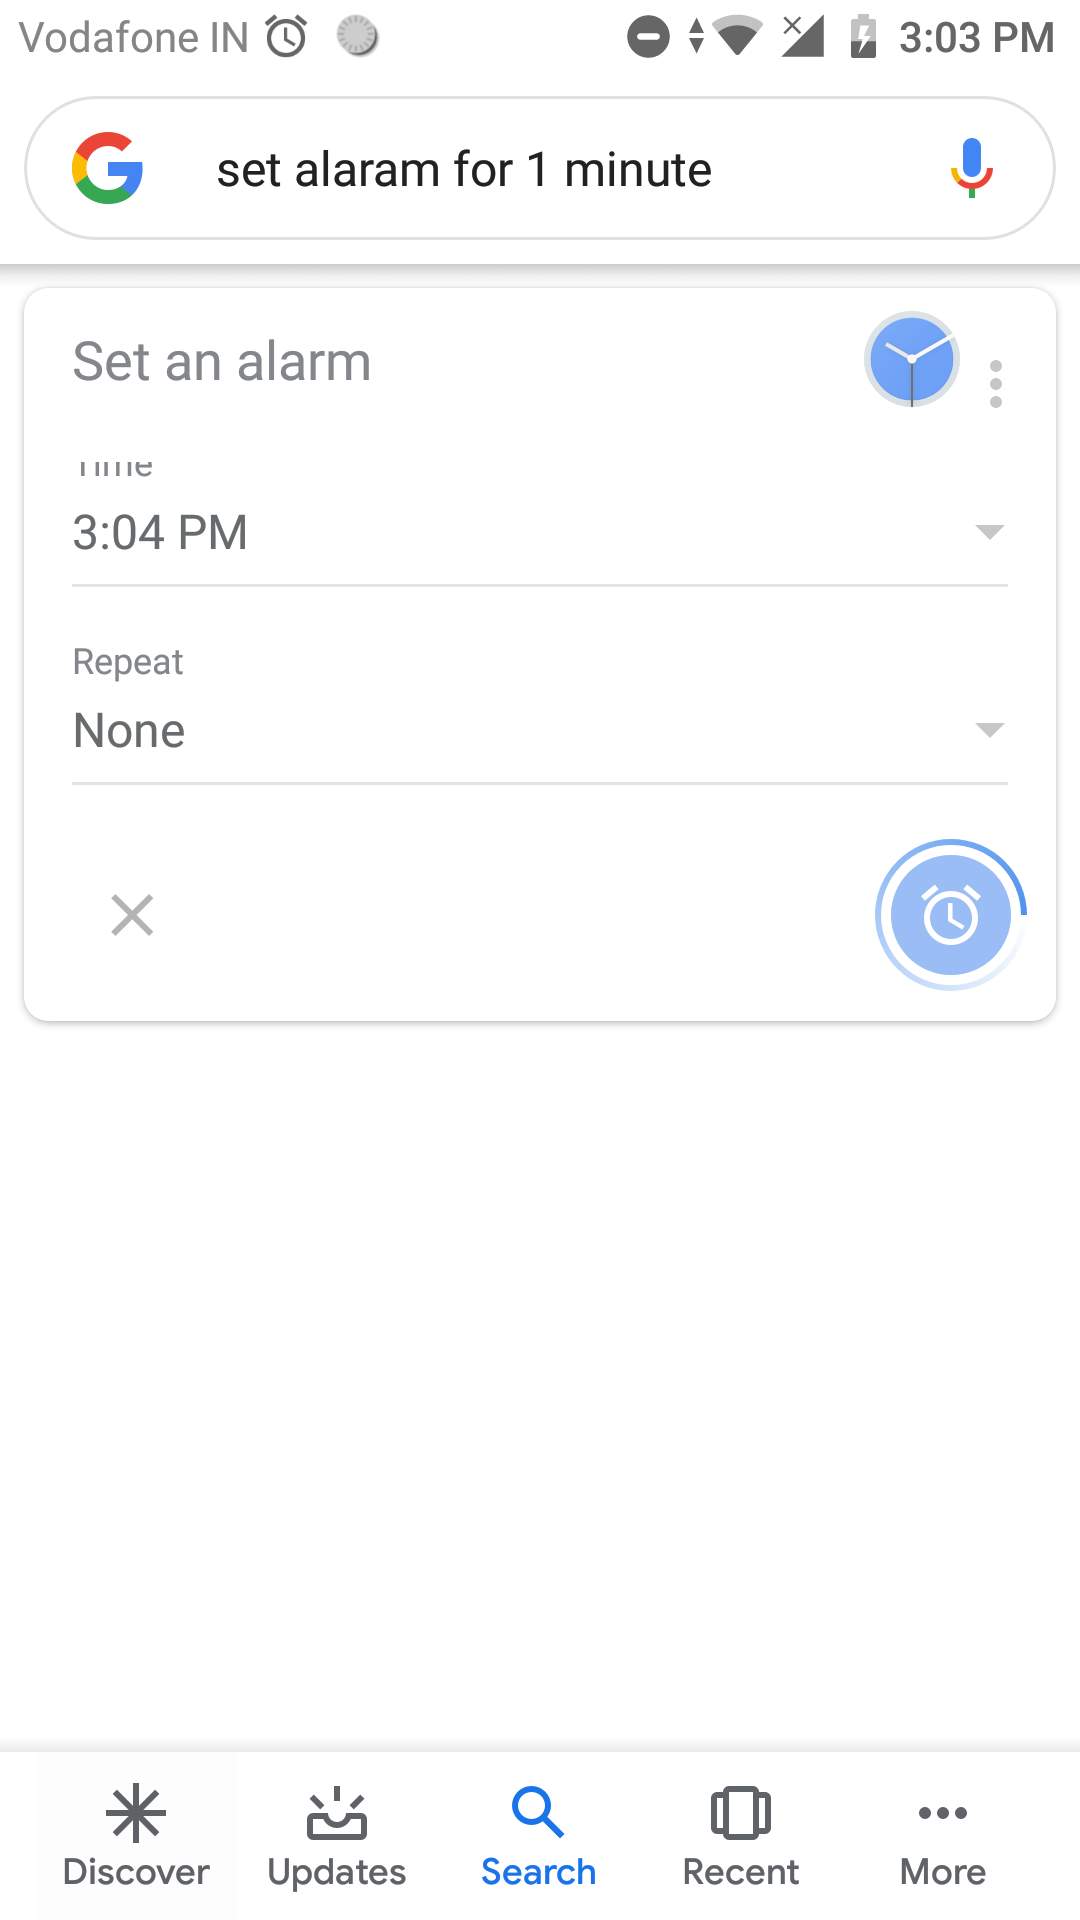 Vodafone IN 3:03 PM
set alaram for 1 minute
Set an alarm
Time
3:04 PM
Repeat
None
Discover Updates Search Recent More